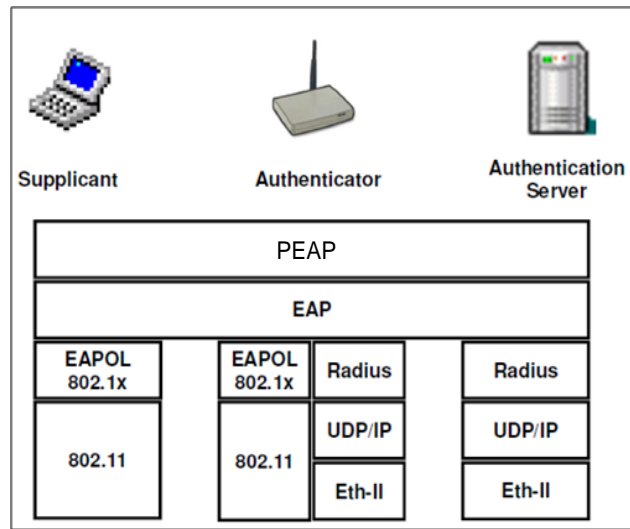 Supplicant
Authenticator
Authentication
Server
PEAP
EAP
EAPOL
802.1x
EAPOL
802.1x
Radius
Radius
802.11
802.11
UDP/IP
UDP/IP
Eth-II
Eth-II